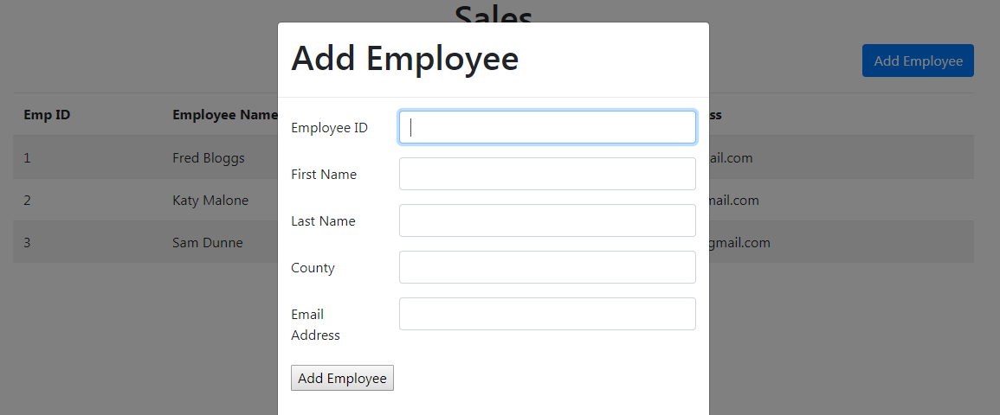 Sales
Add Employee
Add Employee
Emp ID
Employee Name
ss
Employee ID
1
Fred Bloggs
ail.com
First Name
2
Katy Malone
mail.com
Last Name
3
Sam Dunne
gmail.com
County
Email
Address
Add Employee